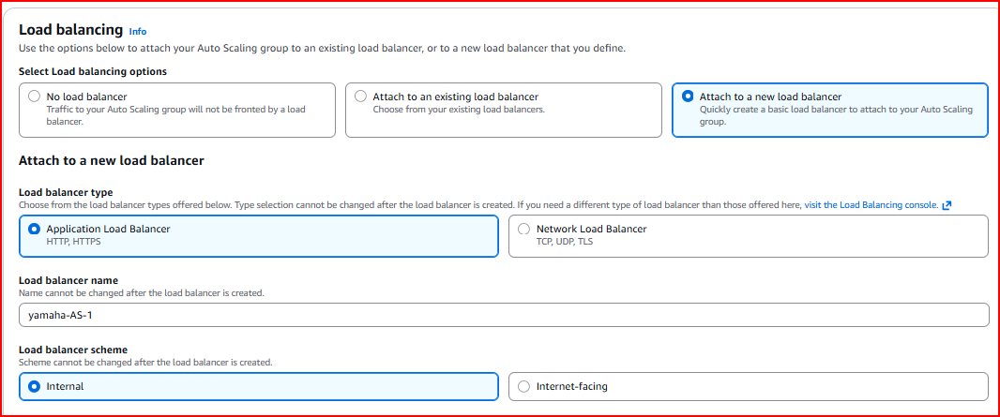 Load balancing Info
Use the options below to attach your Auto Scaling group to an existing load balancer, or to a new load balancer that you define.
Select Load balancing options
No load balancer
Traffic to your Auto Scaling group will not be fronted by a load
balancer.
Attach to an existing load balancer
Choose from your existing load balancers.
Attach to a new load balancer
Quickly create a basic load balancer to attach to your Auto Scaling
group.
Attach to a new load balancer
Load balancer type
Choose from the load balancer types offered below. Type selection cannot be changed after the load balancer is created. If you need a different type of load balancer than those offered here, visit the Load Balancing console.
Application Load Balancer
HTTP, HTTPS
Network Load Balancer
TCP, UDP, TLS
Load balancer name
Name cannot be changed after the load balancer is created.
yamaha-AS-1
Load balancer scheme
Scheme cannot be changed after the load balancer is created.
Internal
Internet-facing